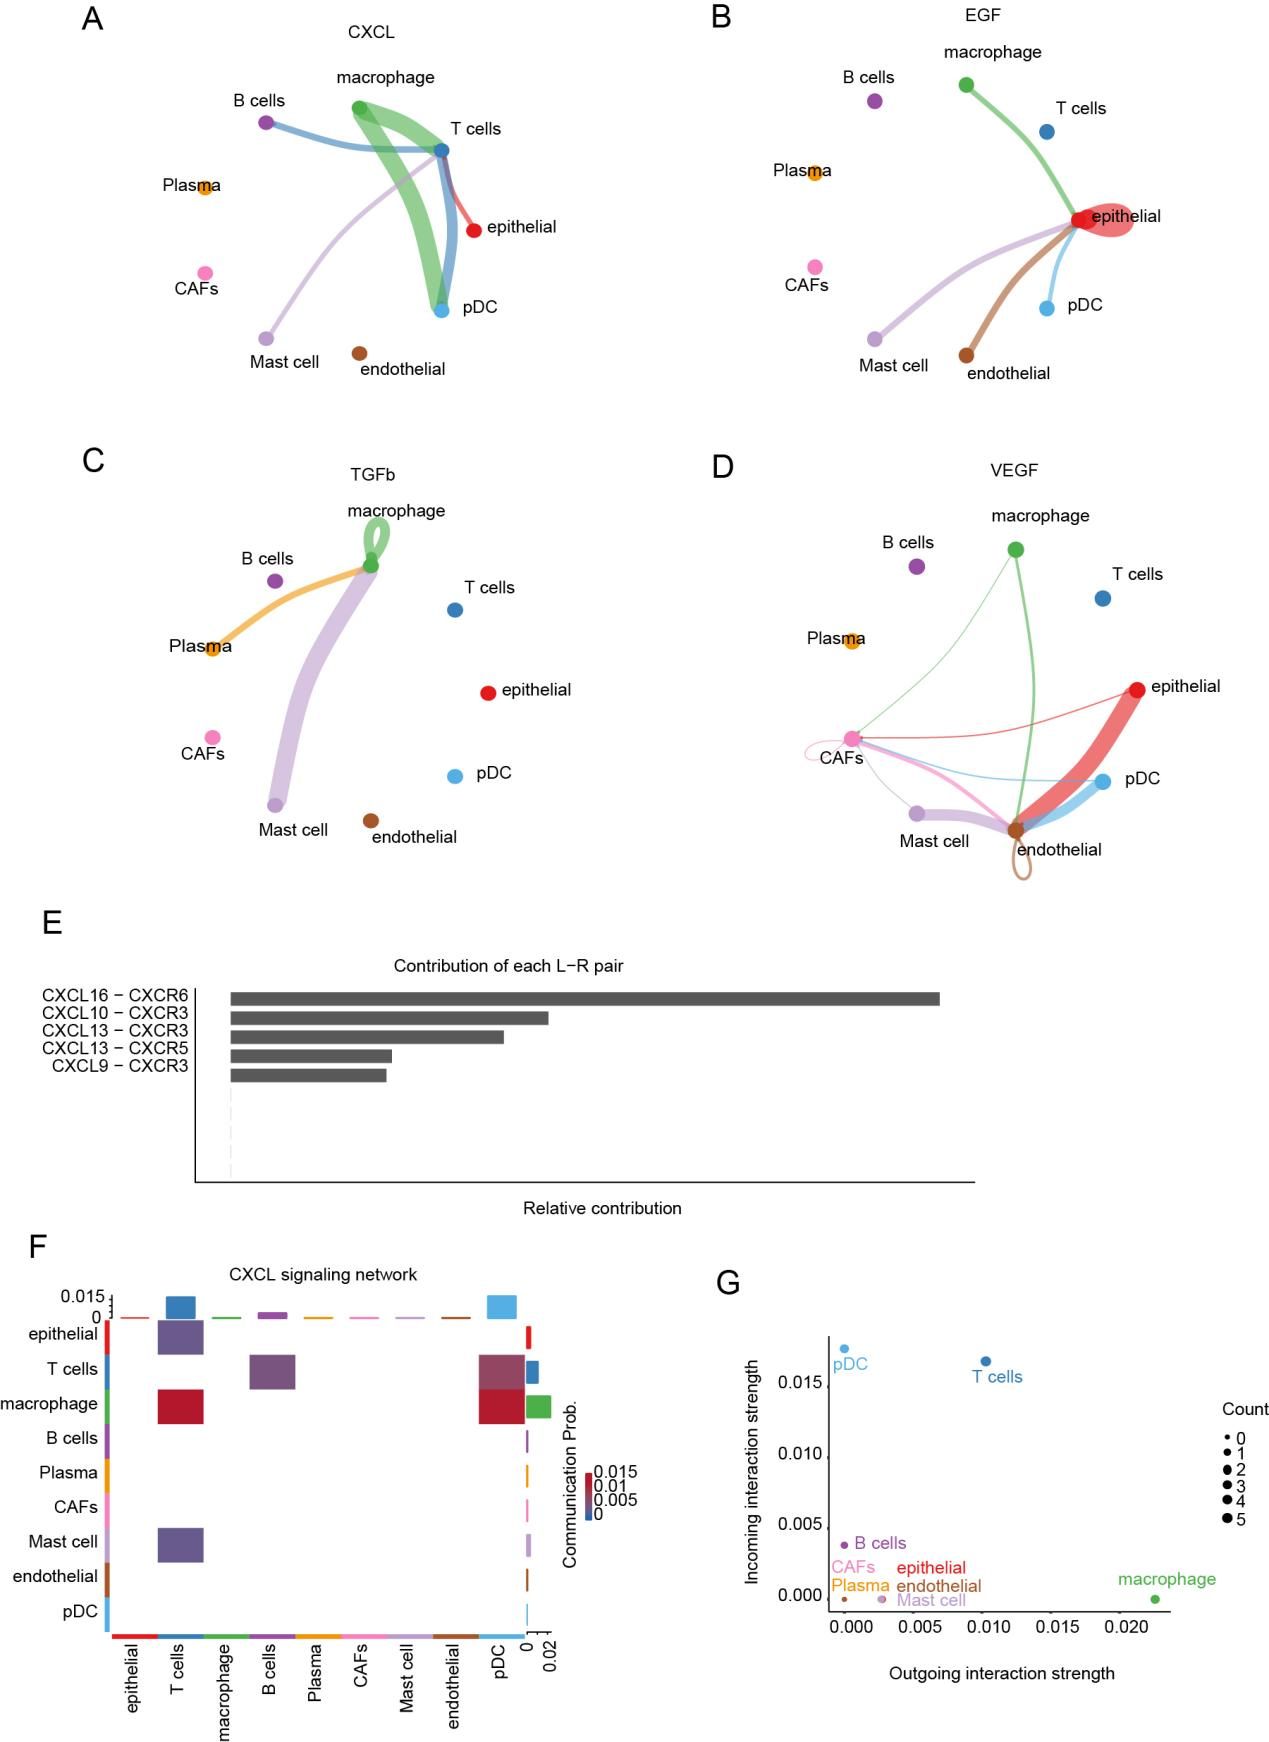 A
CXCL
macrophage
B cells
T cells
Plasma
epithelial
CAFs
pDC
Mast cell
endothelial
B
EGF
macrophage
B cells
T cells
Plasma
epithelial
CAFs
pDC
Mast cell
endothelial
C
TGFb
macrophage
B cells
T cells
Plasma
epithelial
CAFs
pDC
Mast cell
endothelial
D
VEGF
macrophage
B cells
T cells
Plasma
epithelial
CAFs
pDC
Mast cell
endothelial
E
Contribution of each L−R pair
CXCL16 − CXCR6
CXCL10 − CXCR3
CXCL13 − CXCR3
CXCL13 − CXCR5
CXCL9 − CXCR3
Relative contribution
F
CXCL signaling network
0.015
0
epithelial
T cells
macrophage
B cells
Plasma
CAFs
Mast cell
endothelial
pDC
epithelial
T cells
macrophage
B cells
Plasma
CAFs
Mast cell
endothelial
pDC
0
0.02
Communication Prob.
0.015
0.01
0.005
0
G
Incoming interaction strength
0.015
0.010
0.005
0.000
pDC
T cells
B cells
CAFs
epithelial
Plasma
endothelial
Mast cell
macrophage
0.000
0.005
0.010
0.015
0.020
Outgoing interaction strength
Count
0
1
2
3
4
5